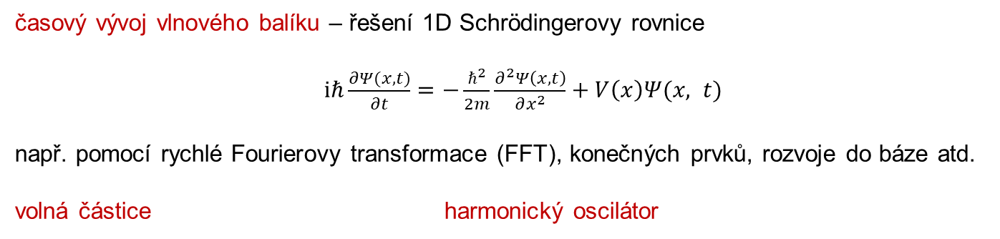 časový vývoj vlnového balíku – řešení 1D Schrödingerovy rovnice
iℏ ∂Ψ(x,t)/∂t = − ℏ²/2m ∂²Ψ(x,t)/∂x² + V(x)Ψ(x, t)
např. pomocí rychlé Fourierovy transformace (FFT), konečných prvků, rozvoje do báze atd.
volná částice harmonický oscilátor